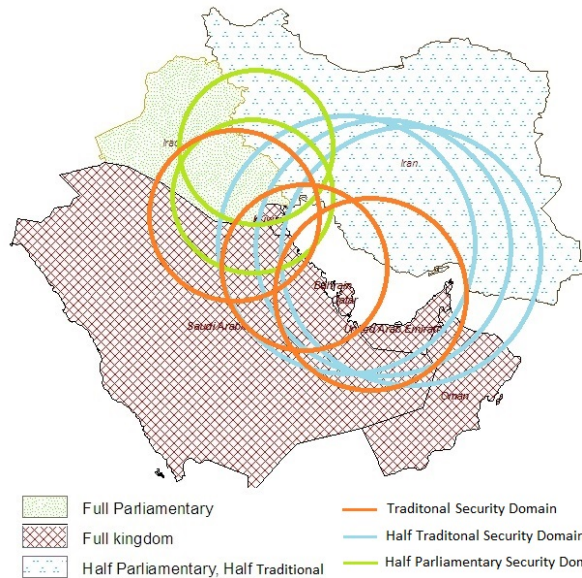 Iran
Bahrain
Qatar
Saudi Arabia
United Arab Emirat
Oman
Full Parliamentary
Full kingdom
Half Parliamentary, Half Traditional
Traditonal Security Domain
Half Traditonal Security Domain
Half Parliamentary Security Dom